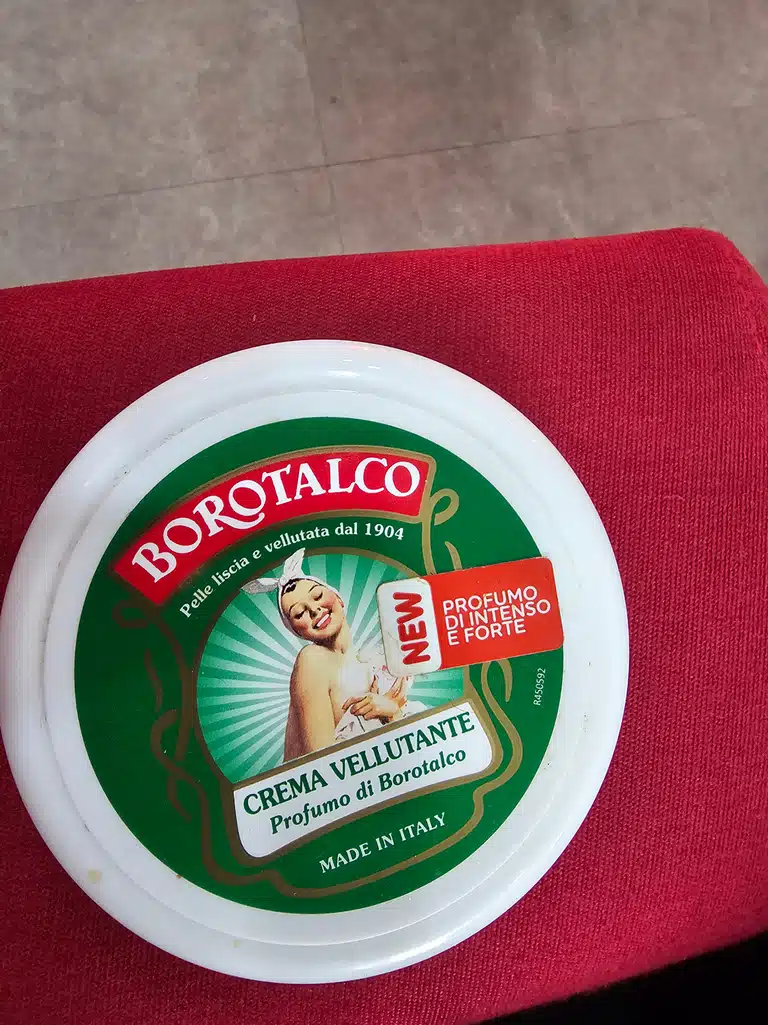 BOROTALCO
Pelle liscia e vellutata dal 1904
NEW
PROFUMO
DI INTENSO
E FORTE
R450592
CREMA VELLUTANTE
Profumo di Borotalco
MADE IN ITALY